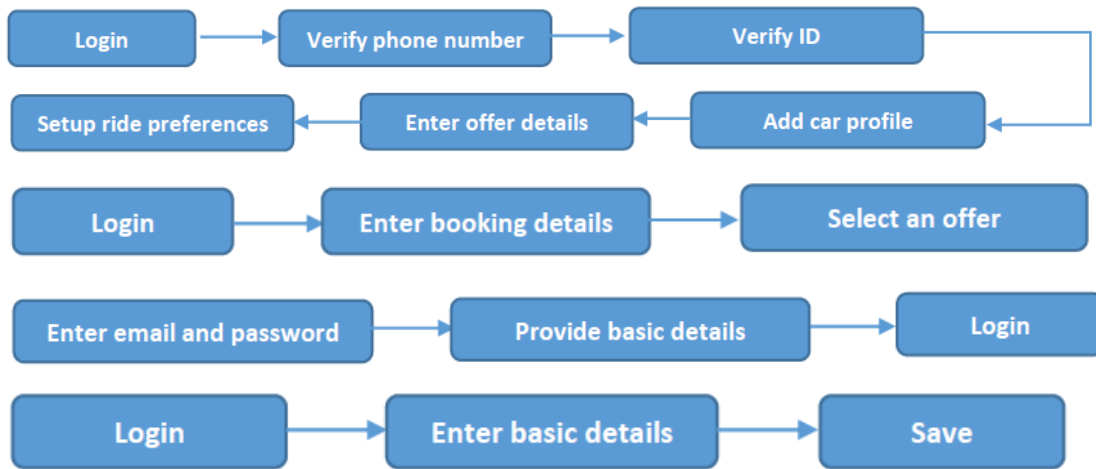 Login
Verify phone number
Verify ID
Setup ride preferences
Enter offer details
Add car profile
Login
Enter booking details
Select an offer
Enter email and password
Provide basic details
Login
Login
Enter basic details
Save